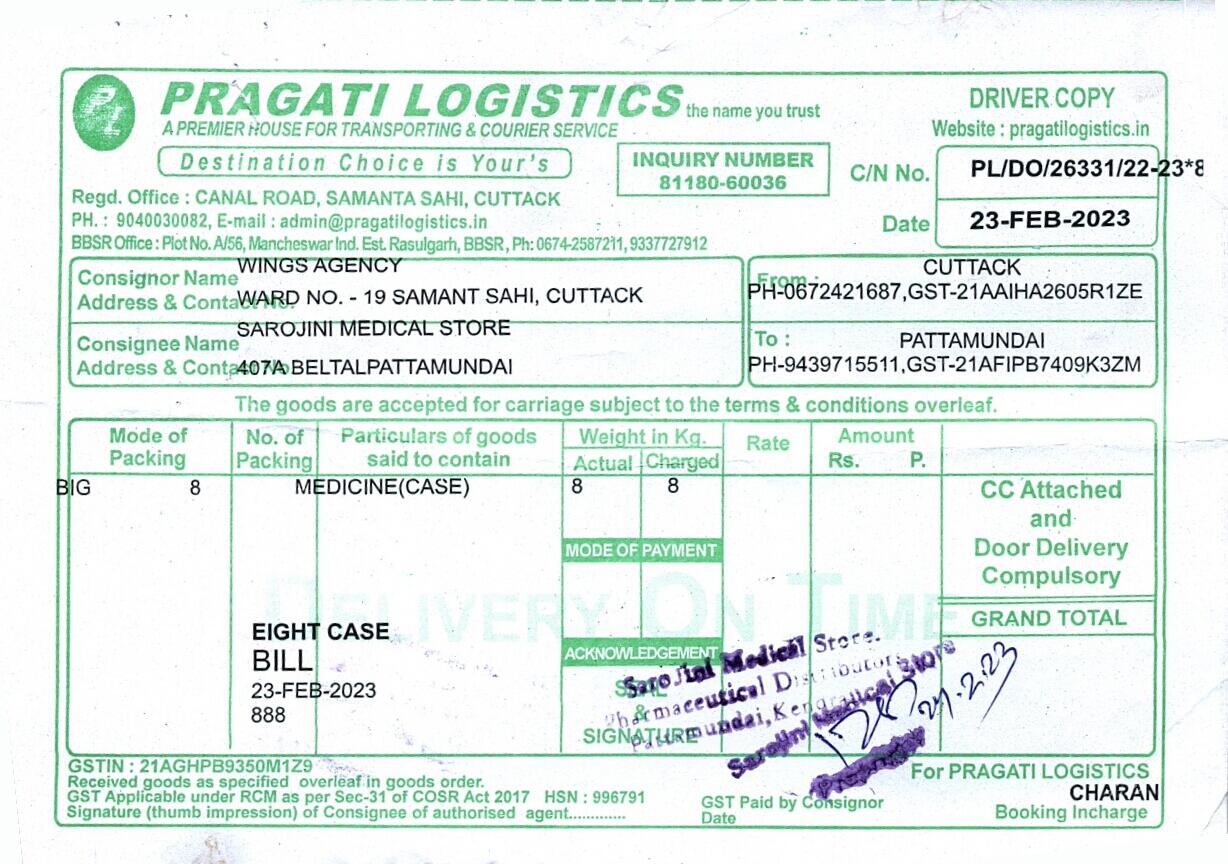 PL
PRAGATI LOGISTICS the name you trust
A PREMIER HOUSE FOR TRANSPORTING & COURIER SERVICE
Destination Choice is Your's
INQUIRY NUMBER
81180-60036
DRIVER COPY
Website : pragatilogistics.in
C/N No. PL/DO/26331/22-23*8
Date 23-FEB-2023
Regd. Office : CANAL ROAD, SAMANTA SAHI, CUTTACK
PH. : 9040030082, E-mail : admin@pragatilogistics.in
BBSR Office : Plot No. A/56, Mancheswar Ind. Est. Rasulgarh, BBSR, Ph: 0674-2587211, 9337727912
Consignor Name WINGS AGENCY
Address & Contact No. WARD NO. - 19 SAMANT SAHI, CUTTACK
From : CUTTACK
PH-0672421687,GST-21AAIHA2605R1ZE
Consignee Name SAROJINI MEDICAL STORE
Address & Contact No. 407A BELTALPATTAMUNDAI
To : PATTAMUNDAI
PH-9439715511,GST-21AFIPB7409K3ZM
The goods are accepted for carriage subject to the terms & conditions overleaf.
Mode of Packing No. of Packing Particulars of goods said to contain Weight in Kg. Actual Charged Rate Amount Rs. P.
BIG 8 MEDICINE(CASE) 8 8
CC Attached
and
Door Delivery
Compulsory
MODE OF PAYMENT
DELIVERY ON TIME
GRAND TOTAL
EIGHT CASE
BILL
23-FEB-2023
888
ACKNOWLEDGEMENT
SEAL
&
SIGNATURE
Sarojini Medical Store.
Pharmaceutical Distributors
Pattamundai, Kendrapara
Sarojini Medical Store
24.2.23
GSTIN : 21AGHPB9350M1Z9
Received goods as specified overleaf in goods order.
GST Applicable under RCM as per Sec-31 of COSR Act 2017 HSN : 996791
Signature (thumb impression) of Consignee of authorised agent.............
GST Paid by Consignor
Date
For PRAGATI LOGISTICS
CHARAN
Booking Incharge